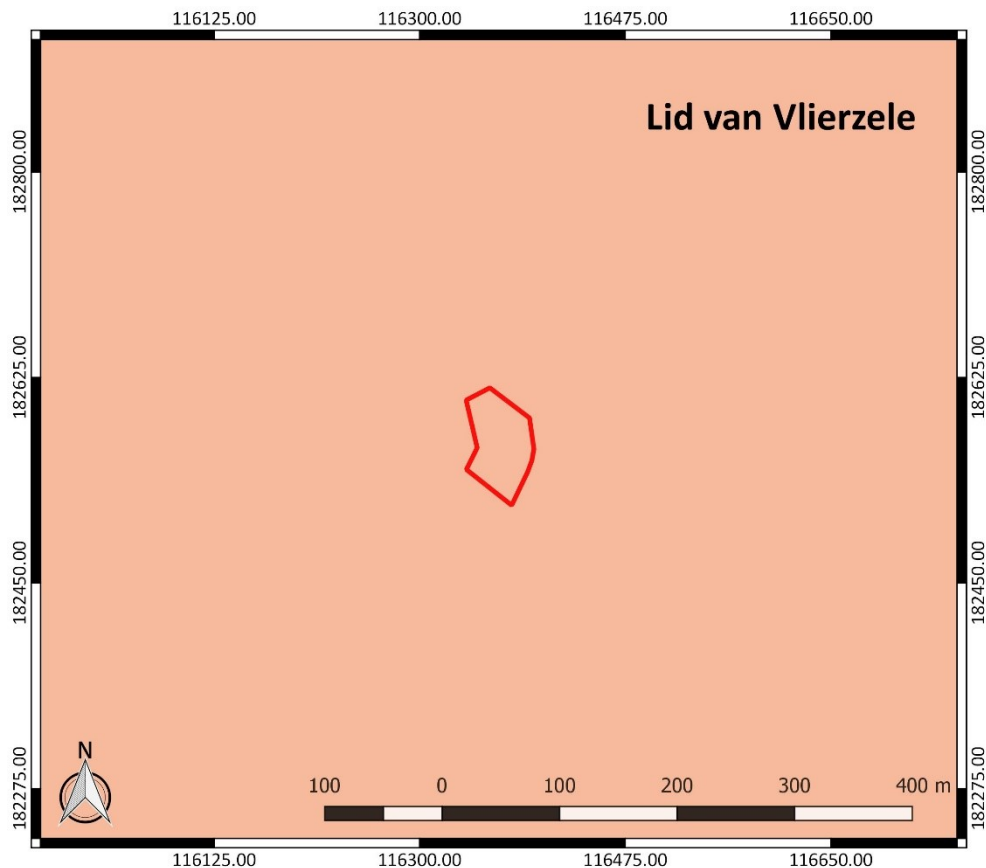 116125.00 116300.00 116475.00 116650.00
Lid van Vlierzele
182800.00 182800.00
182625.00 182625.00
182450.00 182450.00
182275.00 182275.00
N
100 0 100 200 300 400 m
116125.00 116300.00 116475.00 116650.00